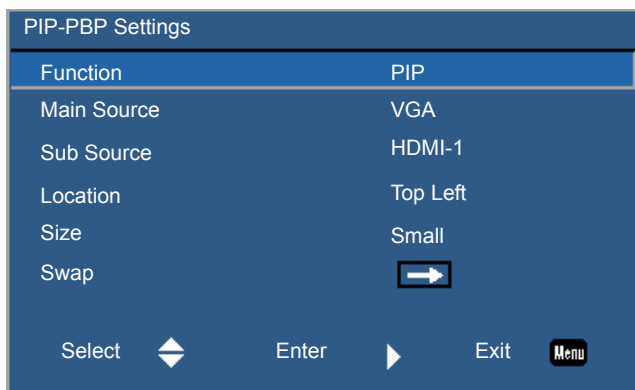 PIP-PBP Settings
Function PIP
Main Source VGA
Sub Source HDMI-1
Location Top Left
Size Small
Swap
Select Enter Exit Menu